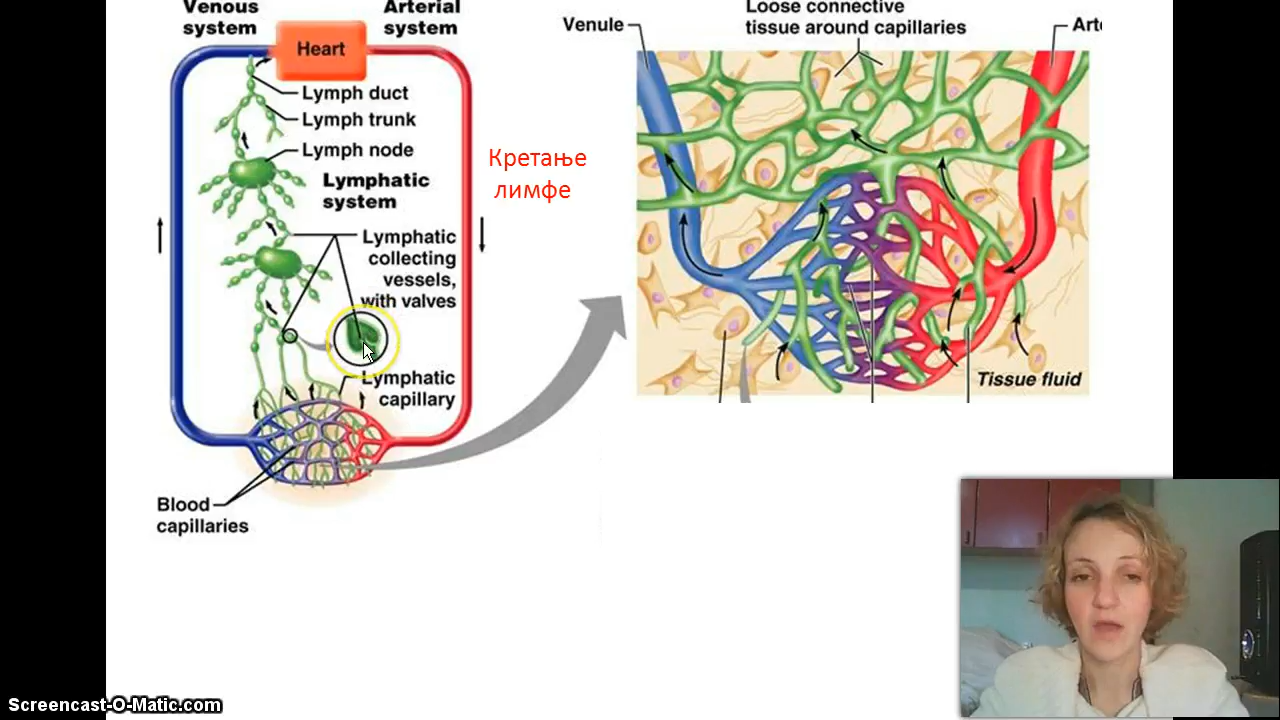 Venous
system
Arterial
system
Heart
Lymph duct
Lymph trunk
Lymph node
Lymphatic
system
Lymphatic
collecting
vessels,
with valves
Lymphatic
capillary
Blood
capillaries
Кретање
лимфе
Venule
Loose connective
tissue around capillaries
Tissue fluid
Screencast-O-Matic.com